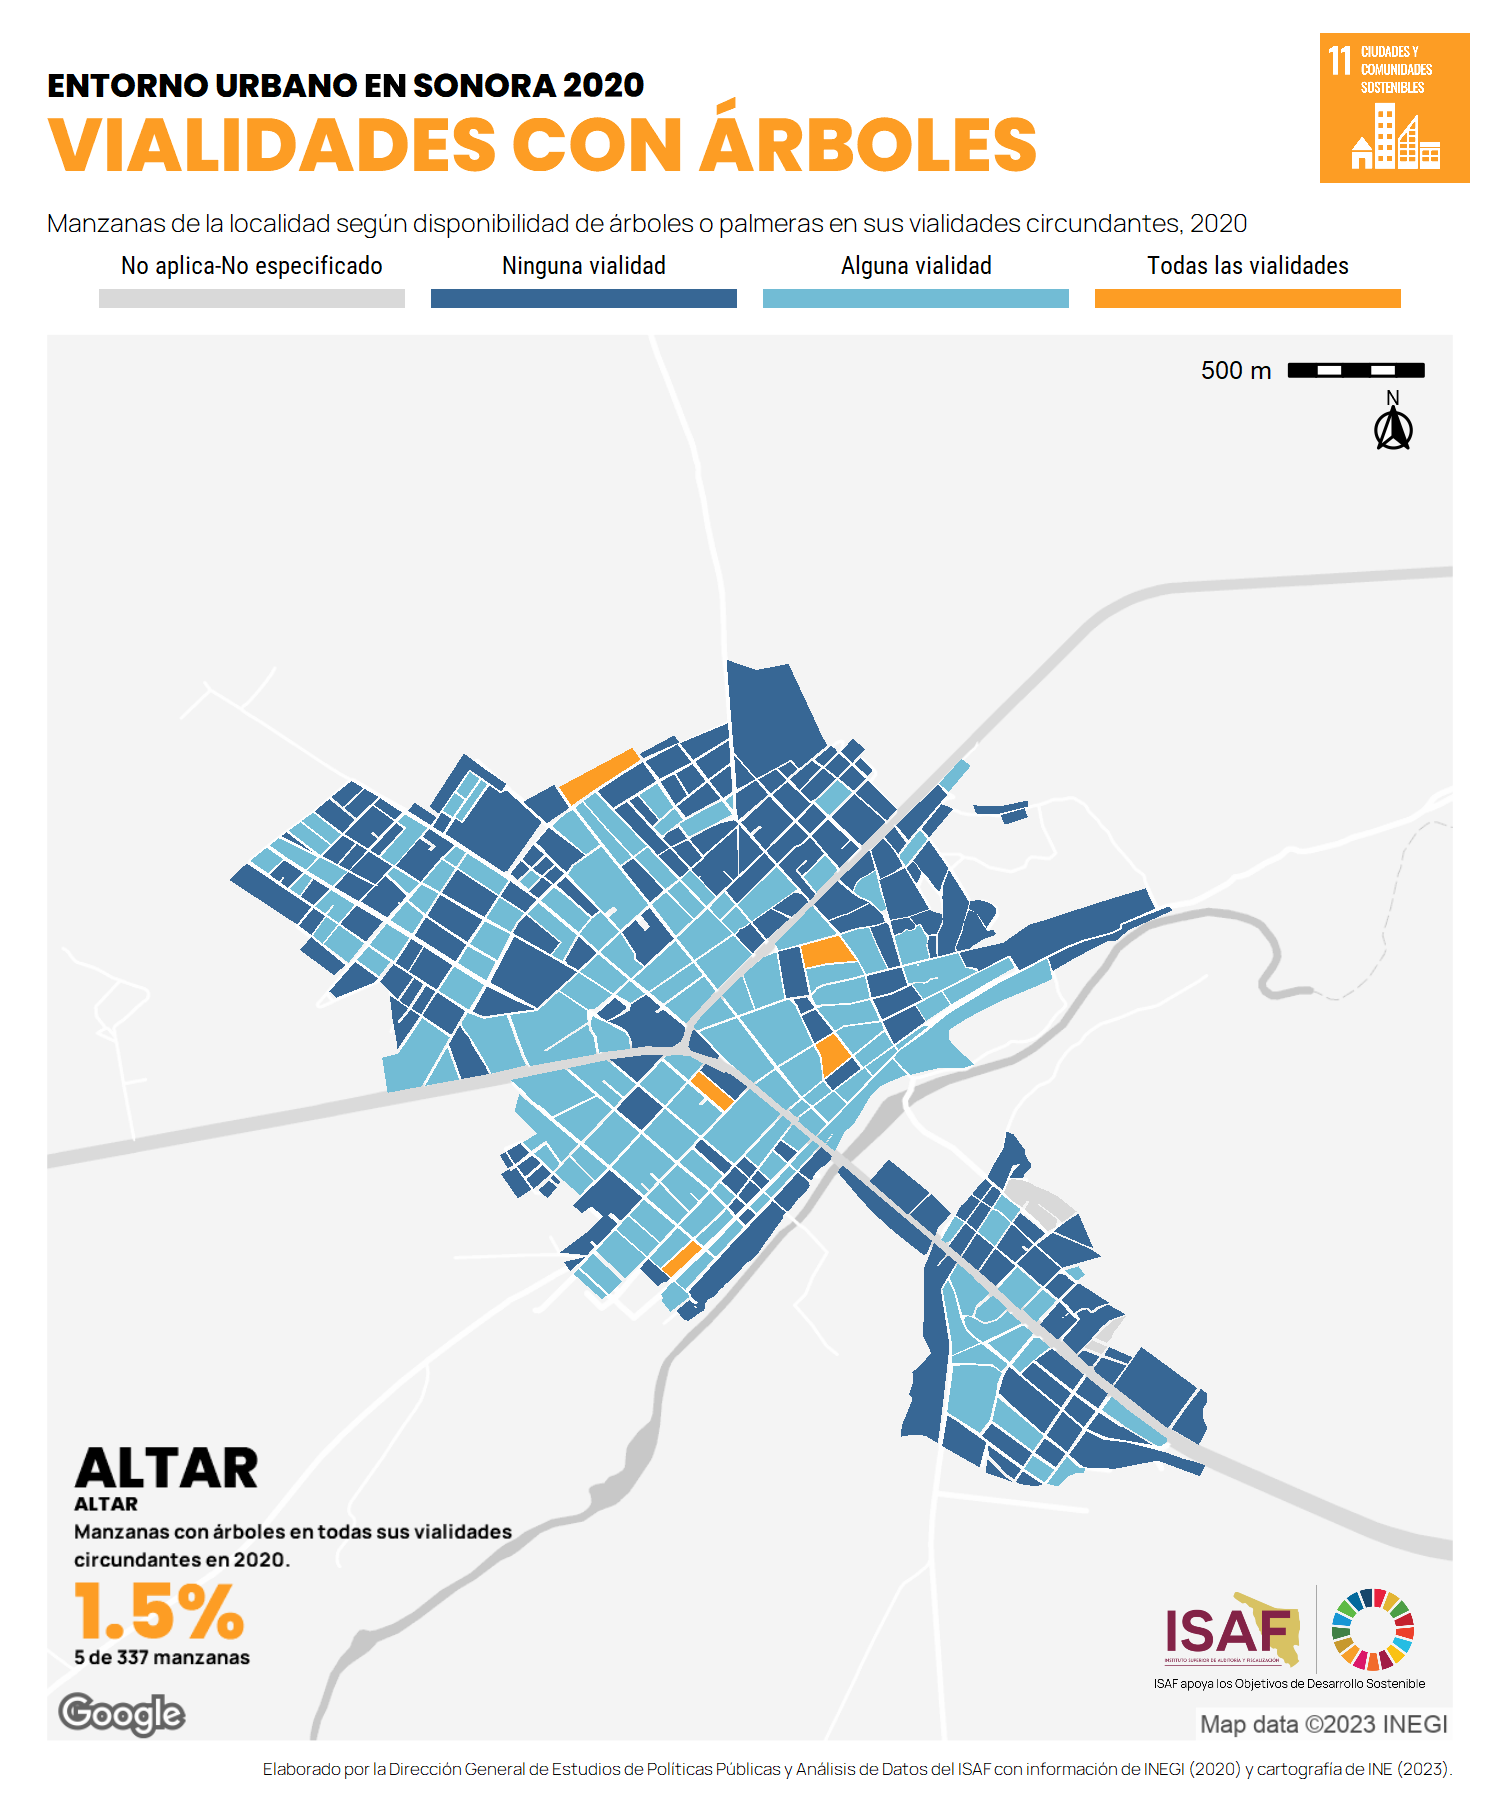 ENTORNO URBANO EN SONORA 2020
VIALIDADES CON ÁRBOLES
11 CIUDADES Y
COMUNIDADES
SOSTENIBLES
Manzanas de la localidad según disponibilidad de árboles o palmeras en sus vialidades circundantes, 2020
No aplica-No especificado Ninguna vialidad Alguna vialidad Todas las vialidades
500 m
N
ALTAR
ALTAR
Manzanas con árboles en todas sus vialidades
circundantes en 2020.
1.5%
5 de 337 manzanas
Google
ISAF
INSTITUTO SUPERIOR DE AUDITORÍA Y FISCALIZACIÓN
ISAF apoya los Objetivos de Desarrollo Sostenible
Map data ©2023 INEGI
Elaborado por la Dirección General de Estudios de Políticas Públicas y Análisis de Datos del ISAF con información de INEGI (2020) y cartografía de INE (2023).